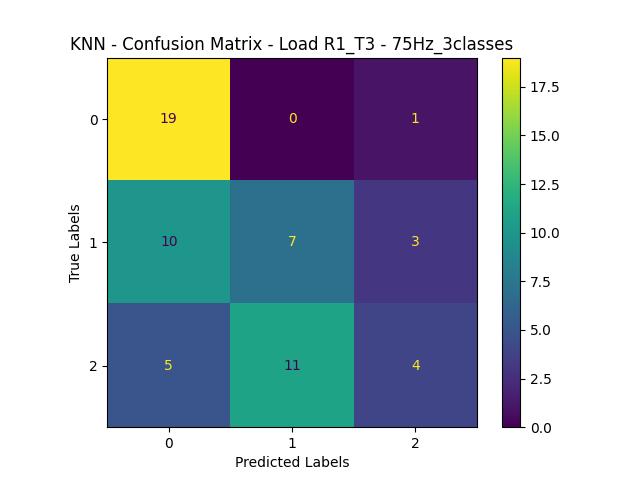 KNN - Confusion Matrix - Load R1_T3 - 75Hz_3classes
True Labels
0
1
2
19 0 1
10 7 3
5 11 4
0 1 2
Predicted Labels
17.5
15.0
12.5
10.0
7.5
5.0
2.5
0.0